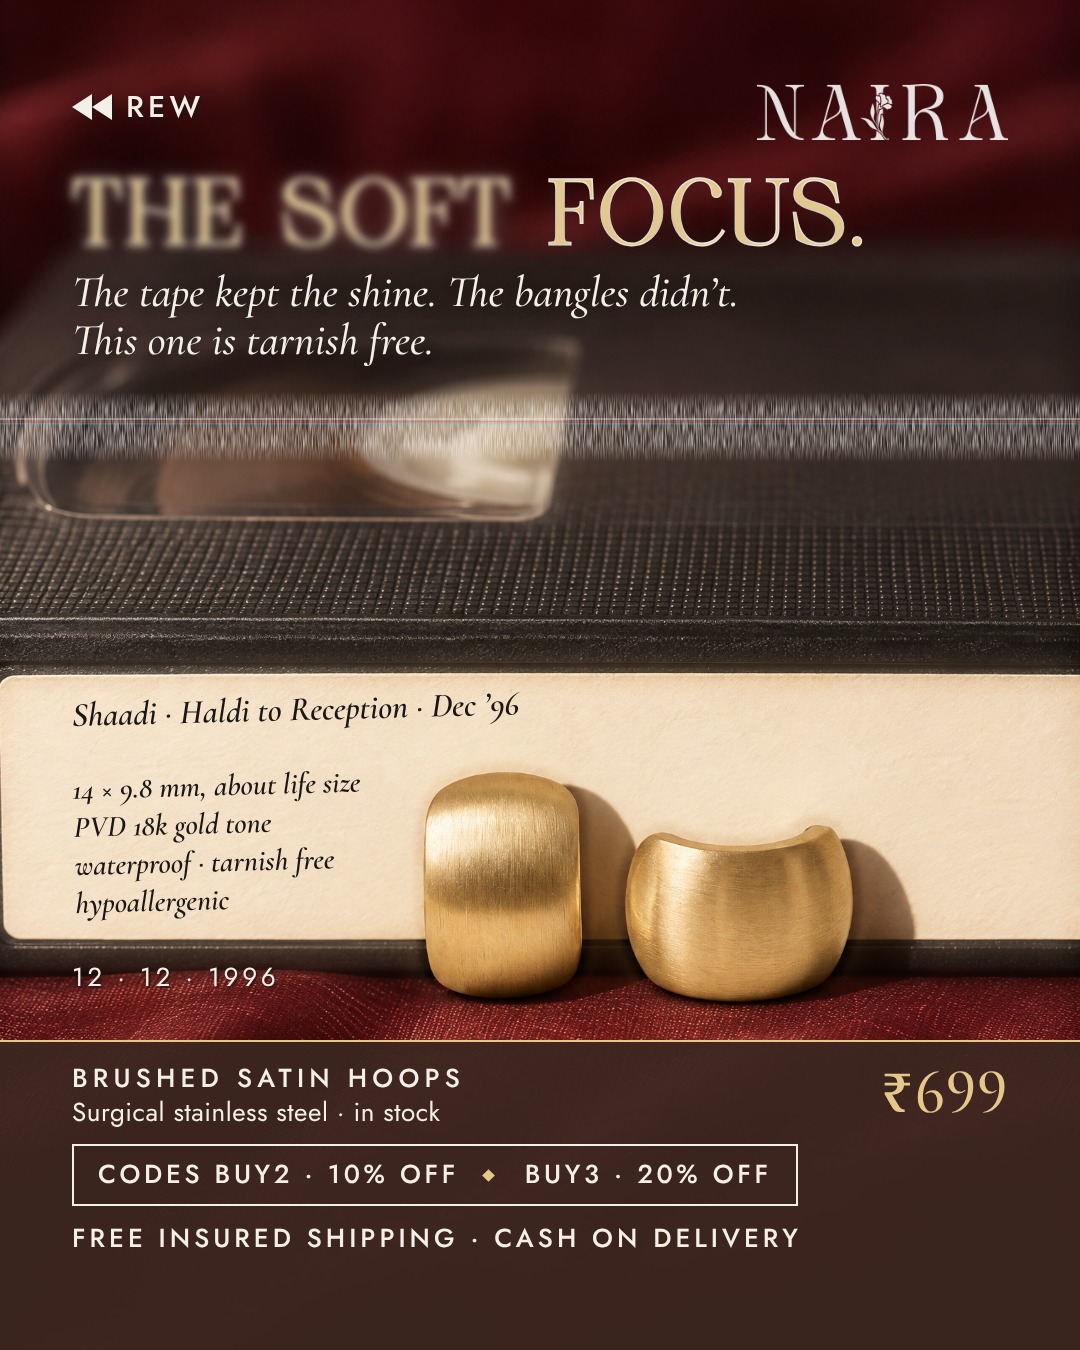 REW
NAIRA
THE SOFT FOCUS.
The tape kept the shine. The bangles didn’t.
This one is tarnish free.
Shaadi · Haldi to Reception · Dec ’96
14 × 9.8 mm, about life size
PVD 18k gold tone
waterproof · tarnish free
hypoallergenic
12 · 12 · 1996
BRUSHED SATIN HOOPS
₹699
Surgical stainless steel · in stock
CODES BUY2 · 10% OFF ◆ BUY3 · 20% OFF
FREE INSURED SHIPPING · CASH ON DELIVERY